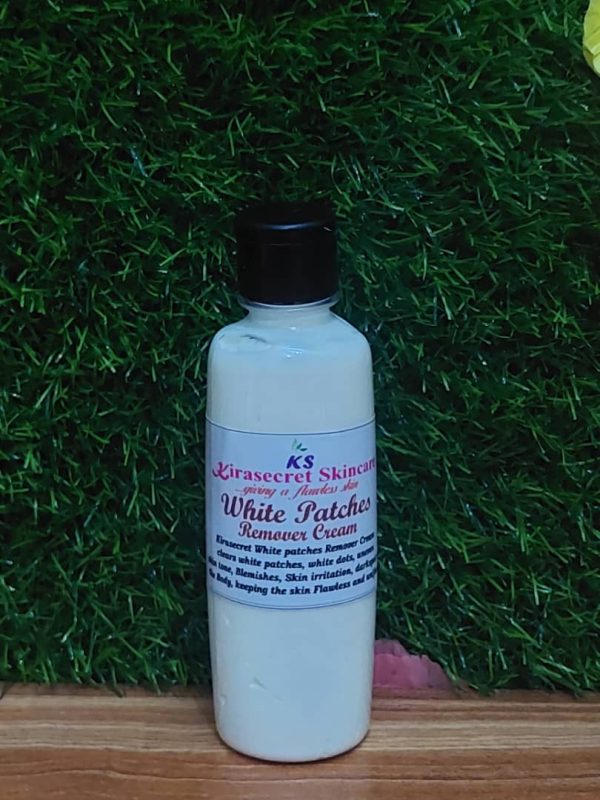 KS
Kirasecret Skincare
...giving a flawless skin
White Patches
Remover Cream
Kirasecret White patches Remover Cream
clears white patches, white dots, uneven
skin tone, Blemishes, Skin irritation,
the Body, keeping the skin Flawless and